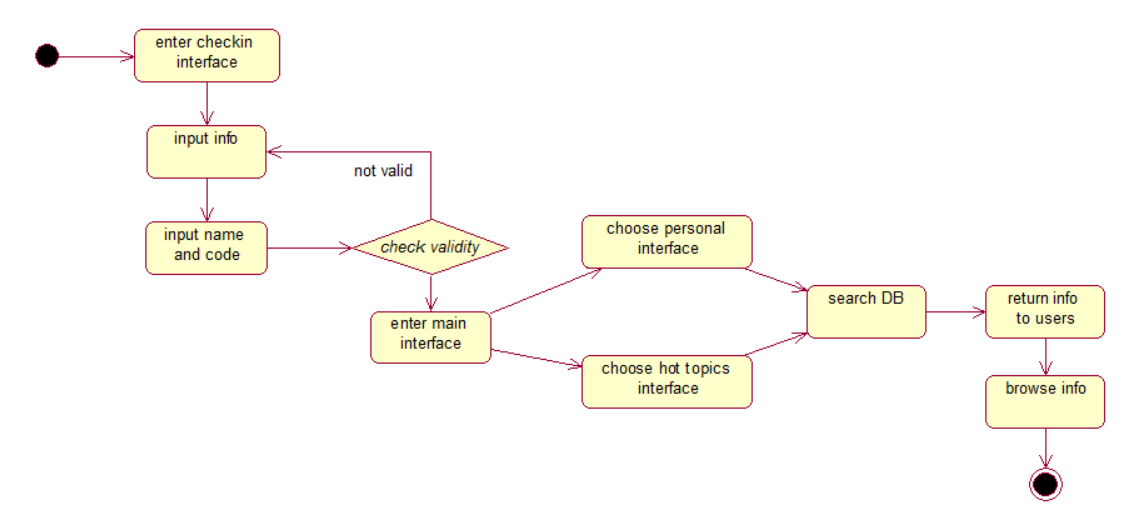 enter checkin
interface
input info
not valid
input name
and code
check validity
choose personal
interface
enter main
interface
search DB
return info
to users
choose hot topics
interface
browse info